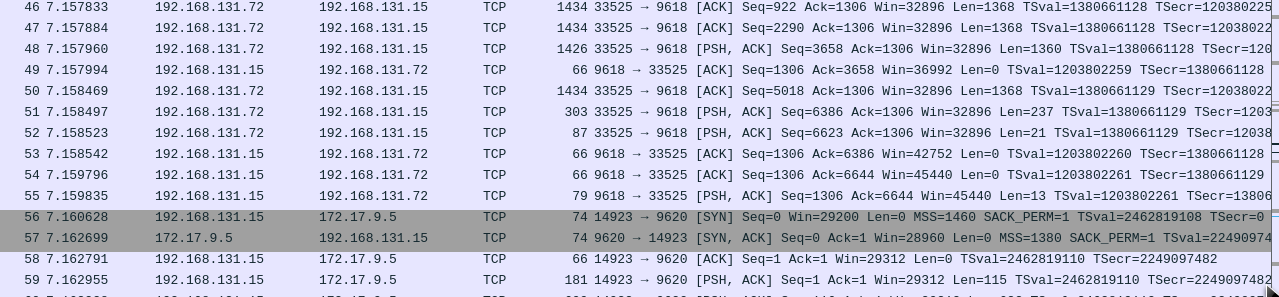 46 7.157833 192.168.131.72 192.168.131.15 TCP 1434 33525 → 9618 [ACK] Seq=922 Ack=1306 Win=32896 Len=1368 TSval=1380661128 TSecr=120380225
47 7.157884 192.168.131.72 192.168.131.15 TCP 1434 33525 → 9618 [ACK] Seq=2290 Ack=1306 Win=32896 Len=1368 TSval=1380661128 TSecr=12038022
48 7.157960 192.168.131.72 192.168.131.15 TCP 1426 33525 → 9618 [PSH, ACK] Seq=3658 Ack=1306 Win=32896 Len=1360 TSval=1380661128 TSecr=120
49 7.157994 192.168.131.15 192.168.131.72 TCP 66 9618 → 33525 [ACK] Seq=1306 Ack=3658 Win=36992 Len=0 TSval=1203802259 TSecr=1380661128
50 7.158469 192.168.131.72 192.168.131.15 TCP 1434 33525 → 9618 [ACK] Seq=5018 Ack=1306 Win=32896 Len=1368 TSval=1380661129 TSecr=12038022
51 7.158497 192.168.131.72 192.168.131.15 TCP 303 33525 → 9618 [PSH, ACK] Seq=6386 Ack=1306 Win=32896 Len=237 TSval=1380661129 TSecr=1203
52 7.158523 192.168.131.72 192.168.131.15 TCP 87 33525 → 9618 [PSH, ACK] Seq=6623 Ack=1306 Win=32896 Len=21 TSval=1380661129 TSecr=12038
53 7.158542 192.168.131.15 192.168.131.72 TCP 66 9618 → 33525 [ACK] Seq=1306 Ack=6386 Win=42752 Len=0 TSval=1203802260 TSecr=1380661128
54 7.159796 192.168.131.15 192.168.131.72 TCP 66 9618 → 33525 [ACK] Seq=1306 Ack=6644 Win=45440 Len=0 TSval=1203802261 TSecr=1380661129
55 7.159835 192.168.131.15 192.168.131.72 TCP 79 9618 → 33525 [PSH, ACK] Seq=1306 Ack=6644 Win=45440 Len=13 TSval=1203802261 TSecr=13806
56 7.160628 192.168.131.15 172.17.9.5 TCP 74 14923 → 9620 [SYN] Seq=0 Win=29200 Len=0 MSS=1460 SACK_PERM=1 TSval=2462819108 TSecr=0
57 7.162699 172.17.9.5 192.168.131.15 TCP 74 9620 → 14923 [SYN, ACK] Seq=0 Ack=1 Win=28960 Len=0 MSS=1380 SACK_PERM=1 TSval=22490974
58 7.162791 192.168.131.15 172.17.9.5 TCP 66 14923 → 9620 [ACK] Seq=1 Ack=1 Win=29312 Len=0 TSval=2462819110 TSecr=2249097482
59 7.162955 192.168.131.15 172.17.9.5 TCP 181 14923 → 9620 [PSH, ACK] Seq=1 Ack=1 Win=29312 Len=115 TSval=2462819110 TSecr=2249097482